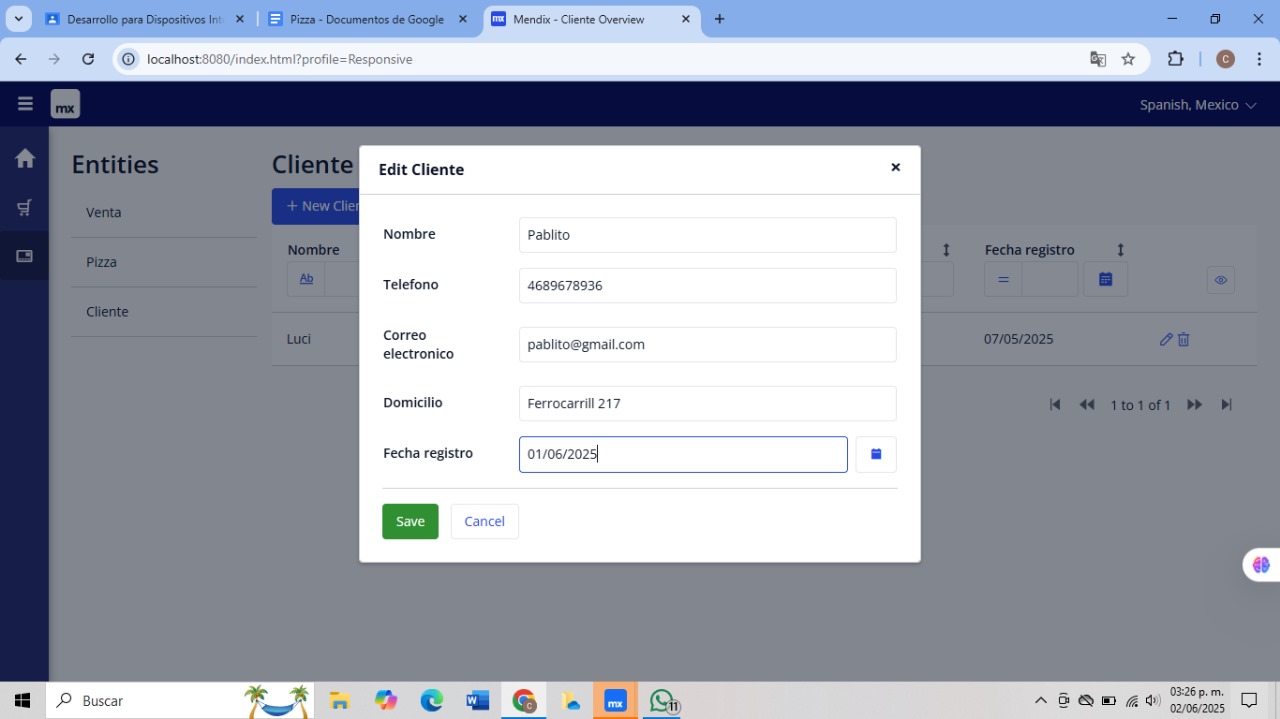 Desarrollo para Dispositivos Int
Pizza - Documentos de Google
Mendix - Cliente Overview
localhost:8080/index.html?profile=Responsive
C
mx
Spanish, Mexico
Entities
Venta
Pizza
Cliente
Cliente
+ New Clien
Nombre
Ab
Fecha registro
=
Luci
07/05/2025
1 to 1 of 1
Edit Cliente
×
Nombre
Pablito
Telefono
4689678936
Correo
electronico
pablito@gmail.com
Domicilio
Ferrocarrill 217
Fecha registro
01/06/2025
Save
Cancel
Buscar
mx
11
03:26 p. m.
02/06/2025